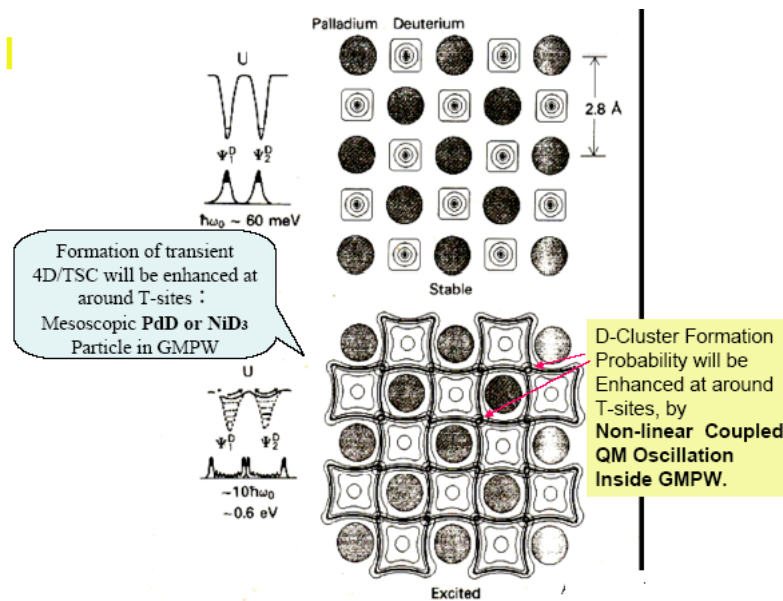 Palladium Deuterium
U
2.8 Å
Ψ₁ᴰ Ψ₂ᴰ
ħω₀ ~ 60 meV
Stable
Formation of transient
4D/TSC will be enhanced at
around T-sites：
Mesoscopic PdD or NiD₃
Particle in GMPW
U
Ψ₁ᴰ Ψ₂ᴰ
~10ħω₀
~0.6 eV
Excited
D-Cluster Formation
Probability will be
Enhanced at around
T-sites, by
Non-linear Coupled
QM Oscillation
Inside GMPW.